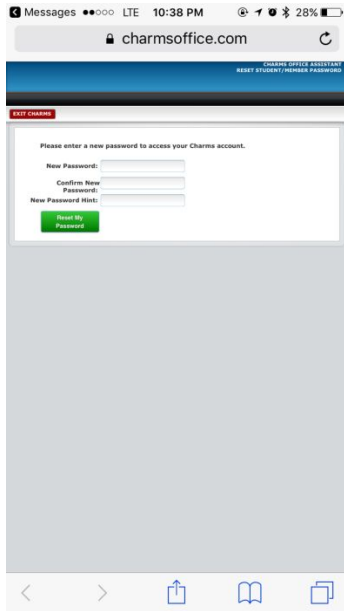 Messages LTE 10:38 PM 28%
charmsoffice.com
CHARMS OFFICE ASSISTANT
RESET STUDENT/MEMBER PASSWORD
EXIT CHARMS
Please enter a new password to access your Charms account.
New Password:
Confirm New
Password:
New Password Hint:
Reset My
Password